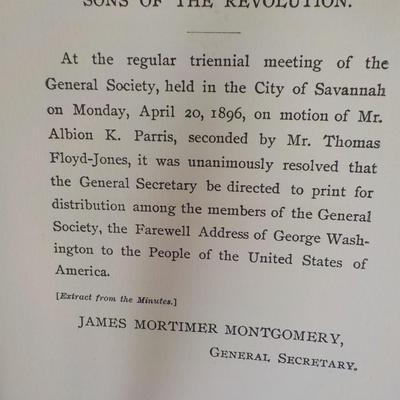 SONS OF THE REVOLUTION.
At the regular triennial meeting of the
General Society, held in the City of Savannah
on Monday, April 20, 1896, on motion of Mr.
Albion K. Parris, seconded by Mr. Thomas
Floyd-Jones, it was unanimously resolved that
the General Secretary be directed to print for
distribution among the members of the General
Society, the Farewell Address of George Wash-
ington to the People of the United States of
America.
[Extract from the Minutes.]
JAMES MORTIMER MONTGOMERY,
GENERAL SECRETARY.